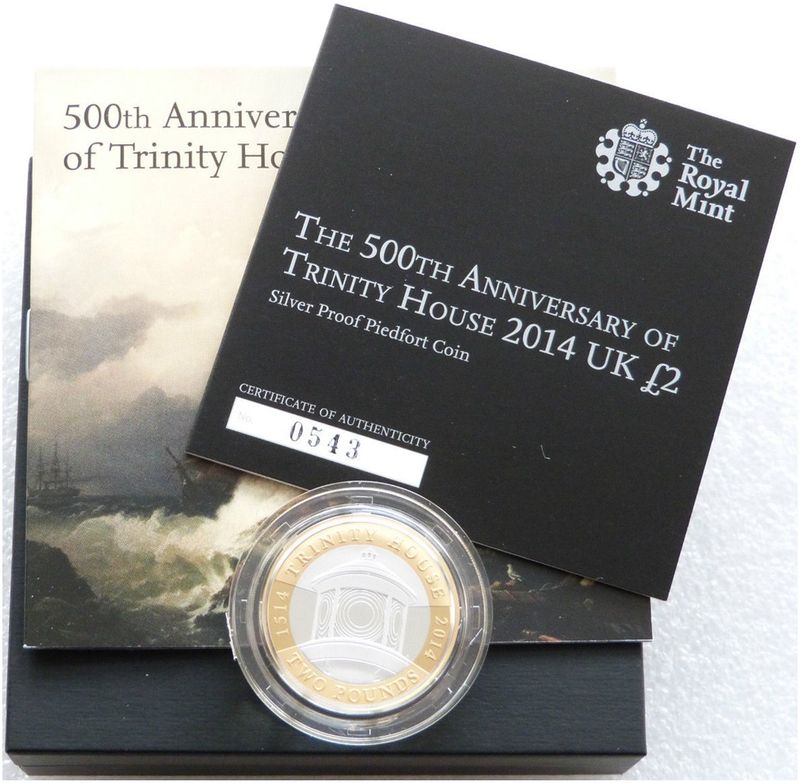 500th Anniver
of Trinity Ho
The
Royal
Mint
THE 500TH ANNIVERSARY OF
TRINITY HOUSE 2014 UK £2
Silver Proof Piedfort Coin
CERTIFICATE OF AUTHENTICITY
No. 0543
1514 TRINITY HOUSE 2014
TWO POUNDS